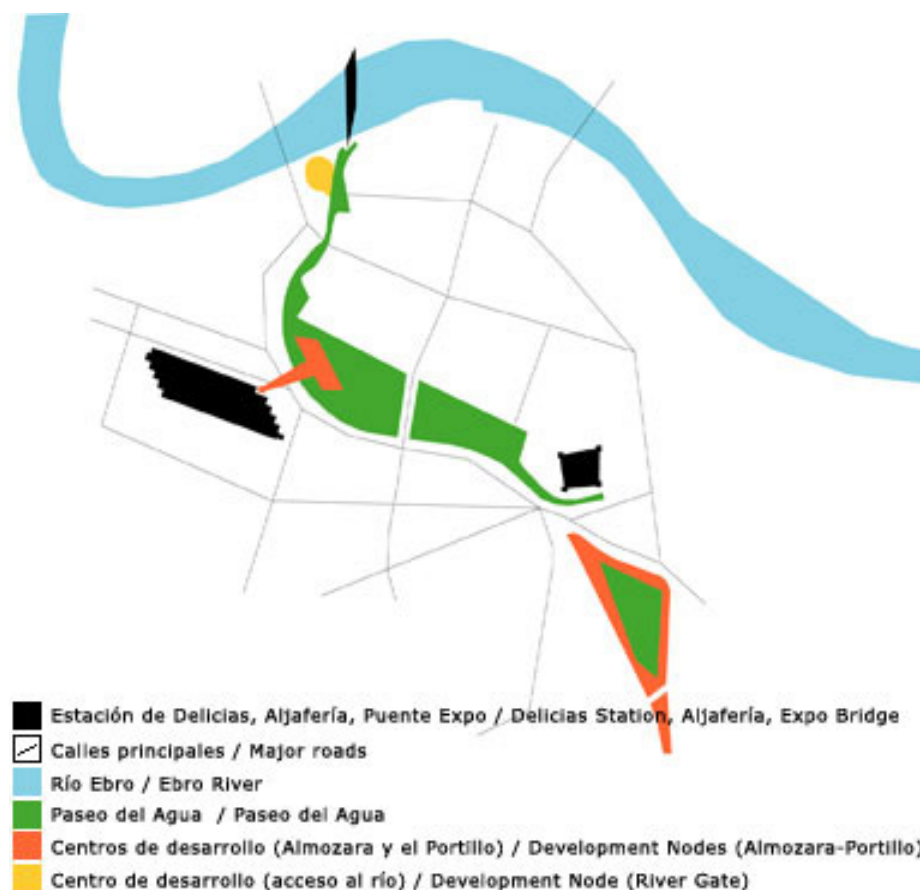 Estación de Delicias, Aljafería, Puente Expo / Delicias Station, Aljafería, Expo Bridge
Calles principales / Major roads
Río Ebro / Ebro River
Paseo del Agua / Paseo del Agua
Centros de desarrollo (Almozara y el Portillo) / Development Nodes (Almozara-Portillo)
Centro de desarrollo (acceso al río) / Development Node (River Gate)